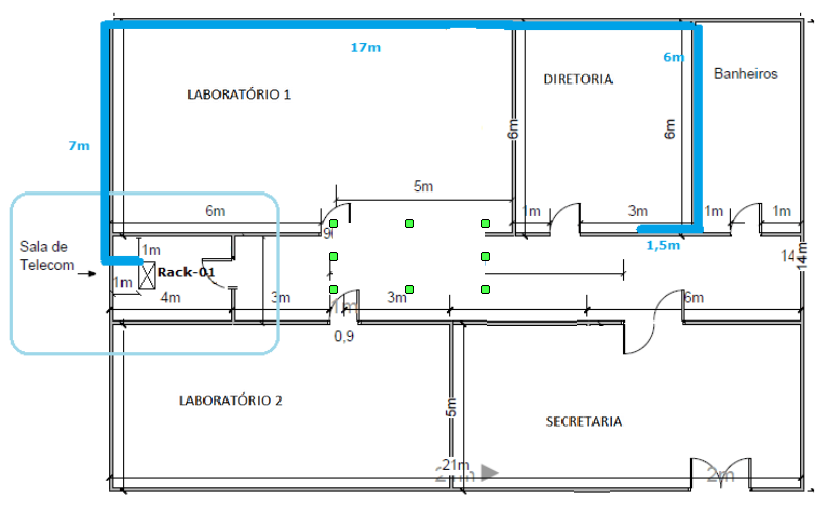 17m
6m
LABORATÓRIO 1
DIRETORIA
Banheiros
6m
6m
7m
5m
6m
1m
3m
1m
1m
9
1,5m
Sala de
Telecom
1m
Rack-01
14
14m
1m
4m
3m
3m
6m
1m
0,9
LABORATÓRIO 2
5m
SECRETARIA
21m
2m